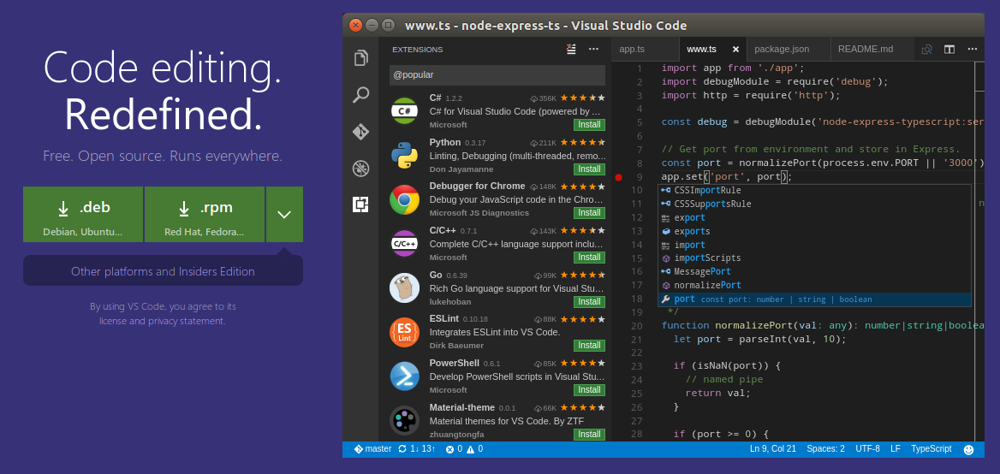 Code editing.
Redefined.
Free. Open source. Runs everywhere.
.deb
Debian, Ubuntu...
.rpm
Red Hat, Fedora...
Other platforms and Insiders Edition
By using VS Code, you agree to its
license and privacy statement.
www.ts - node-express-ts - Visual Studio Code
EXTENSIONS
@popular
C# 1.2.2 356K
C#
C# for Visual Studio Code (powered by ...
Microsoft Install
Python 0.3.17 211K
Linting, Debugging (multi-threaded, remo...
Don Jayamanne Install
Debugger for Chrome 148K
Debug your JavaScript code in the Chro...
Microsoft JS Diagnostics Install
C/C++ 0.7.1 143K
C/C++
Complete C/C++ language support inclu...
Microsoft Install
Go 0.6.39 99K
Rich Go language support for Visual Stu...
lukehoban Install
ESLint 0.10.18 88K
ES
Lint
Integrates ESLint into VS Code.
Dirk Baeumer Install
PowerShell 0.6.1 85K
Develop PowerShell scripts in Visual Stu...
Microsoft Install
Material-theme 0.0.1 66K
Material themes for VS Code. By ZTF
zhuangtongfa Install
app.ts www.ts package.json README.md
1 import app from './app';
2 import debugModule = require('debug');
3 import http = require('http');
4
5 const debug = debugModule('node-express-typescript:ser
6
7 // Get port from environment and store in Express.
8 const port = normalizePort(process.env.PORT || '3000')
9 app.set('port', port);
10 CSSImportRule
11 CSSSupportsRule
12 export
13 exports
14 import
15 importScripts
16 MessagePort
17 normalizePort
18 port const port: number | string | boolean
19 */
20 function normalizePort(val: any): number|string|boolea
21 let port = parseInt(val, 10);
22
23 if (isNaN(port)) {
24 // named pipe
25 return val;
26 }
27
28 if (port >= 0) {
master 1↓ 13↑ 0 0 Ln 9, Col 21 Spaces: 2 UTF-8 LF TypeScript